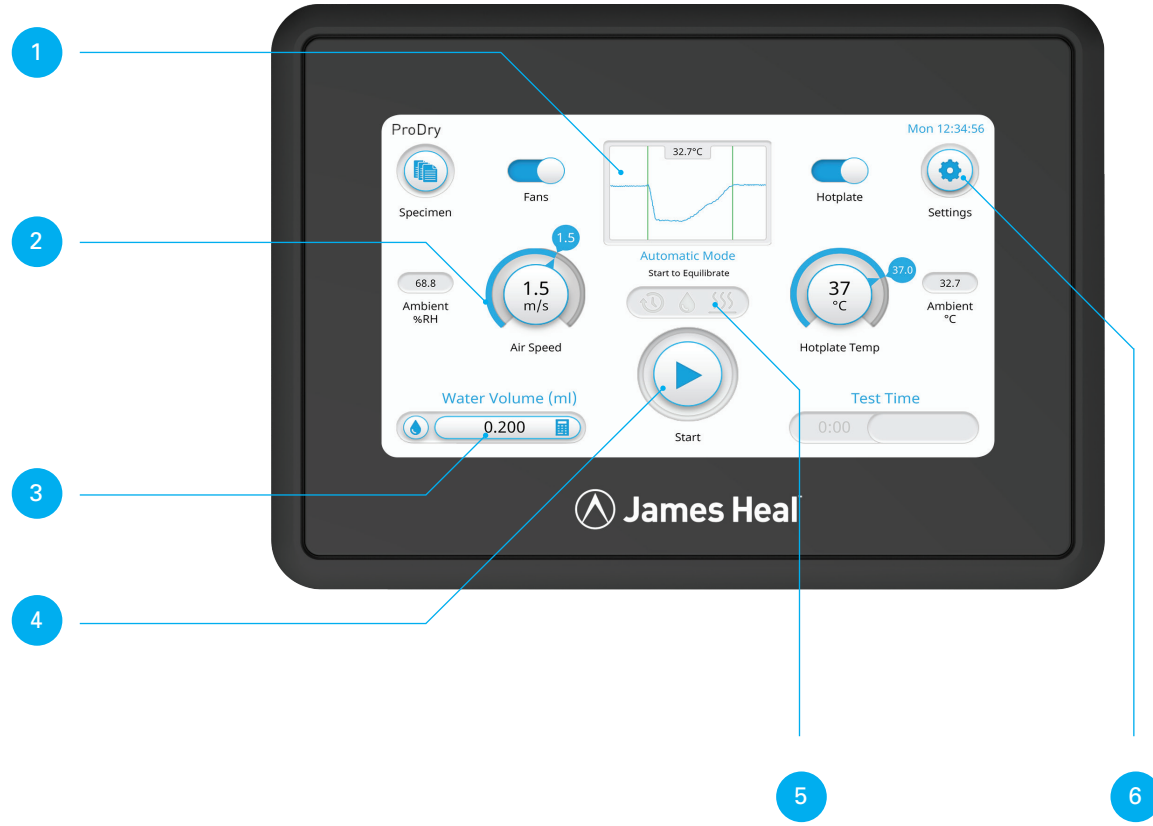 1
ProDry
Mon 12:34:56
32.7°C
Specimen
Fans
Hotplate
Settings
2
1.5
Automatic Mode
Start to Equilibrate
37.0
68.8
Ambient
%RH
1.5
m/s
37
°C
32.7
Ambient
°C
Air Speed
Hotplate Temp
Water Volume (ml)
Test Time
0.200
0:00
Start
3
James Heal
4
5
6